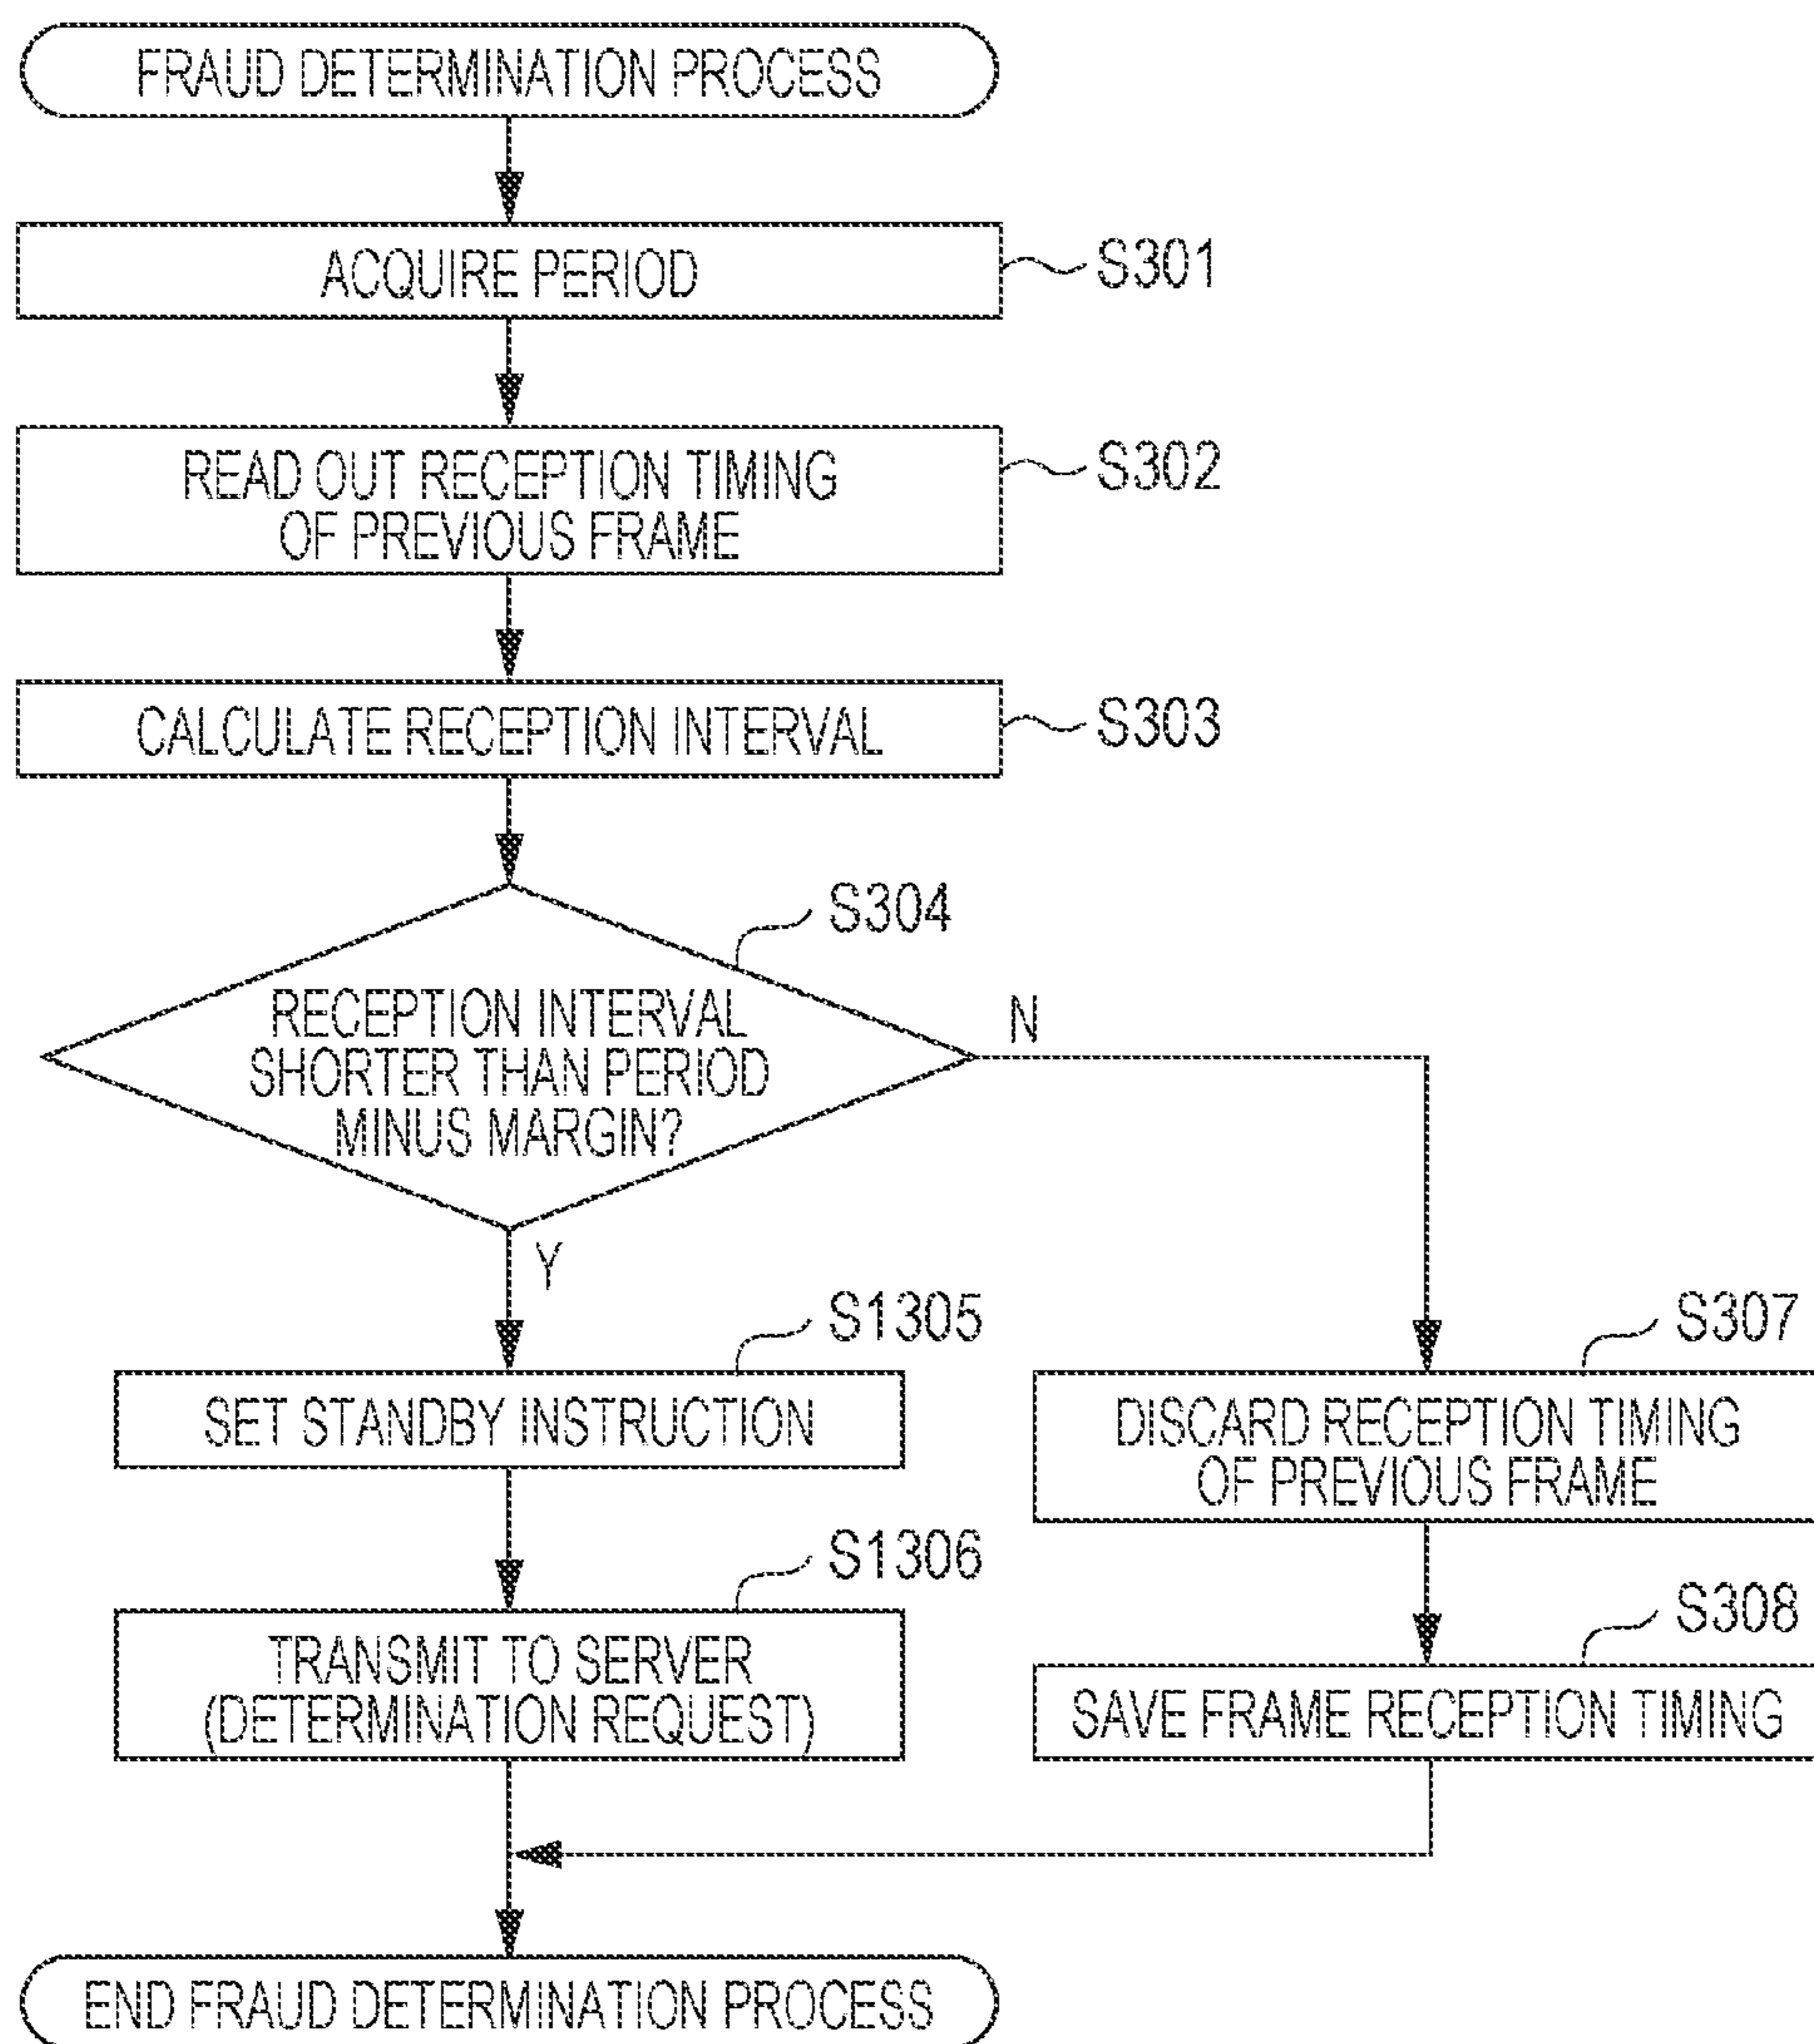 FRAUD DETERMINATION PROCESS
ACQUIRE PERIOD
S301
READ OUT RECEPTION TIMING
OF PREVIOUS FRAME
S302
CALCULATE RECEPTION INTERVAL
S303
S304
RECEPTION INTERVAL
SHORTER THAN PERIOD
MINUS MARGIN?
N
Y
S1305
SET STANDBY INSTRUCTION
S307
DISCARD RECEPTION TIMING
OF PREVIOUS FRAME
S1306
TRANSMIT TO SERVER
(DETERMINATION REQUEST)
S308
SAVE FRAME RECEPTION TIMING
END FRAUD DETERMINATION PROCESS